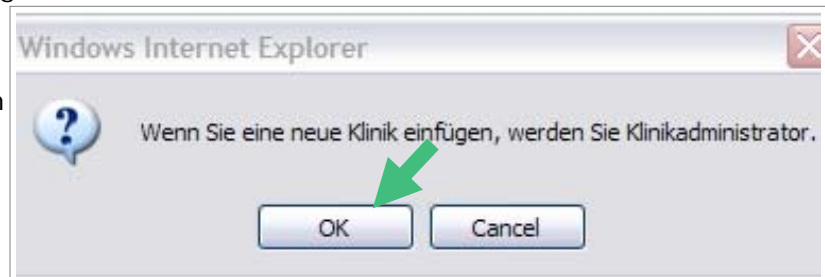 Windows Internet Explorer
Wenn Sie eine neue Klinik einfügen, werden Sie Klinikadministrator.
OK
Cancel